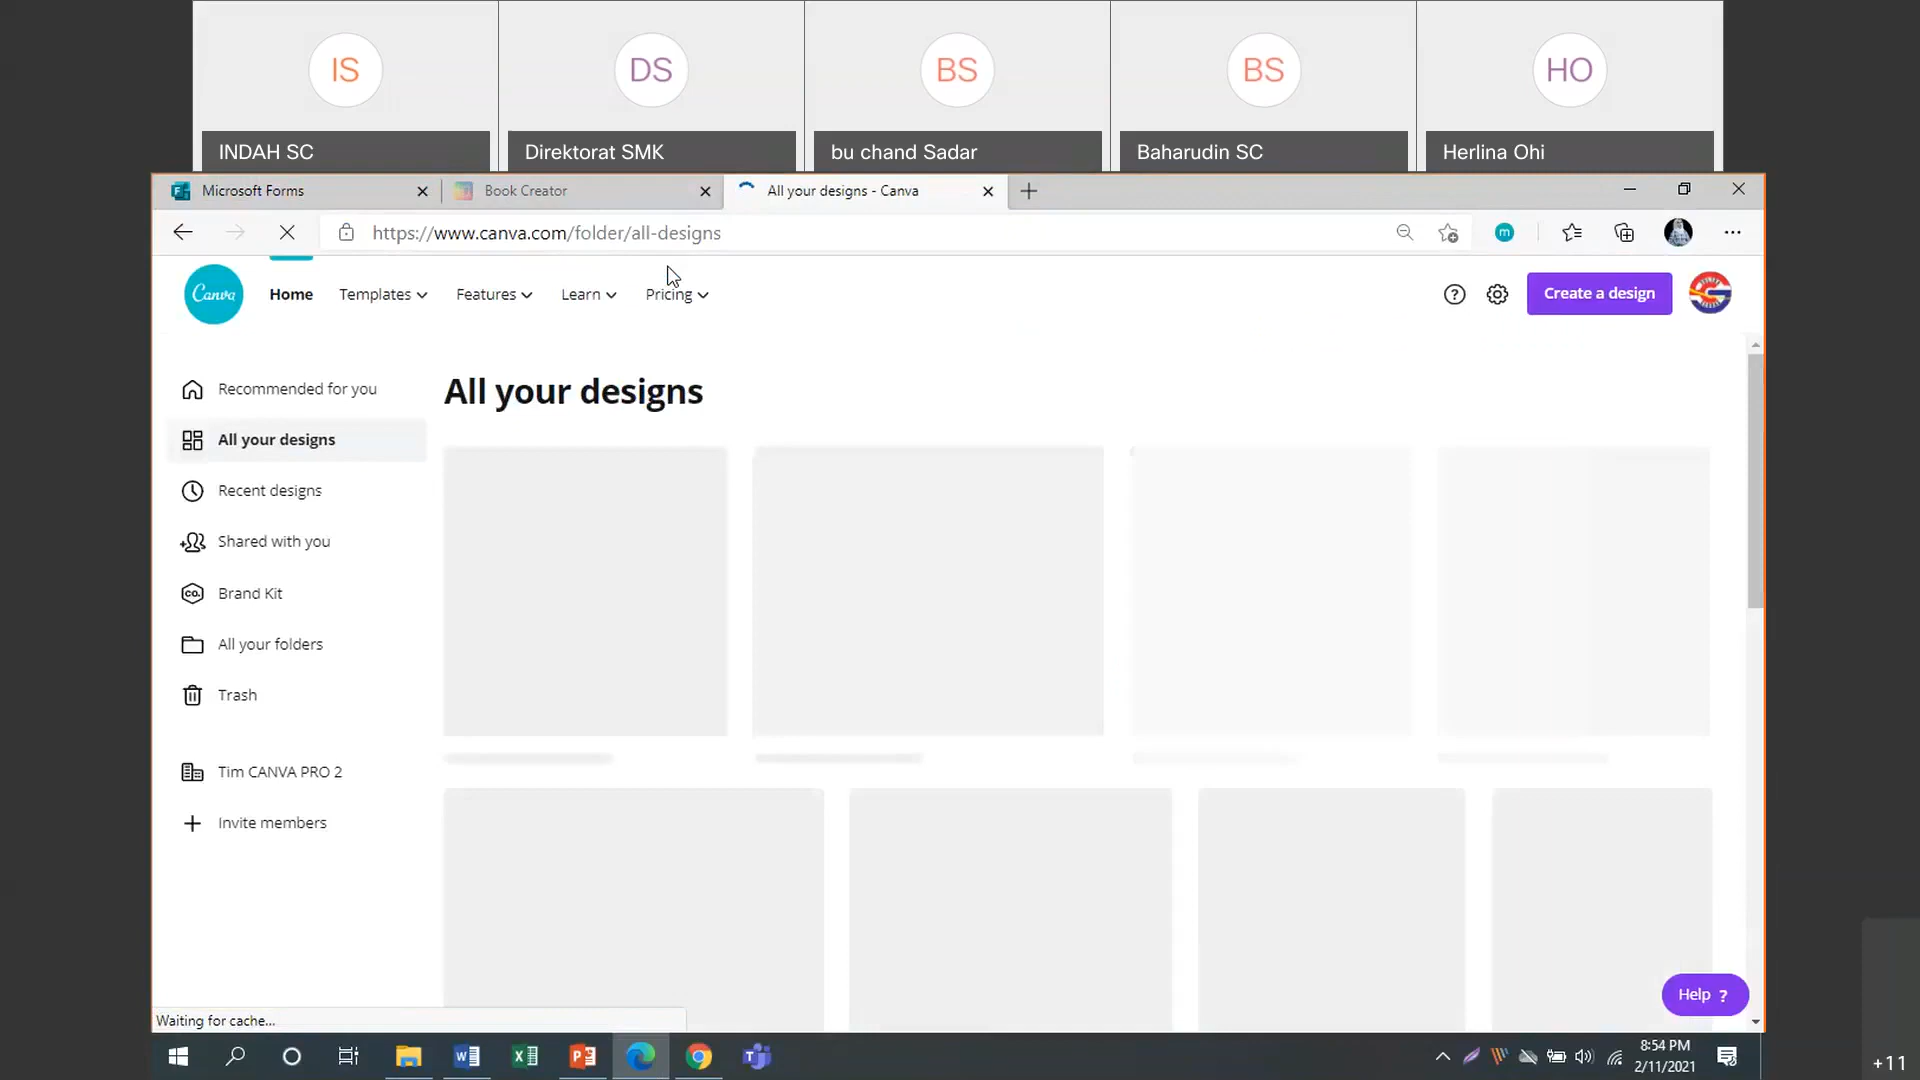 IS
DS
BS
BS
HO
INDAH SC
Direktorat SMK
bu chand Sadar
Baharudin SC
Herlina Ohi
Microsoft Forms
Book Creator
All your designs - Canva
https://www.canva.com/folder/all-designs
m
Canva
Home
Templates
Features
Learn
Pricing
?
Create a design
Recommended for you
All your designs
All your designs
Recent designs
Shared with you
co.
Brand Kit
All your folders
Trash
Tim CANVA PRO 2
Invite members
Help ?
Waiting for cache...
8:54 PM
2/11/2021
+11